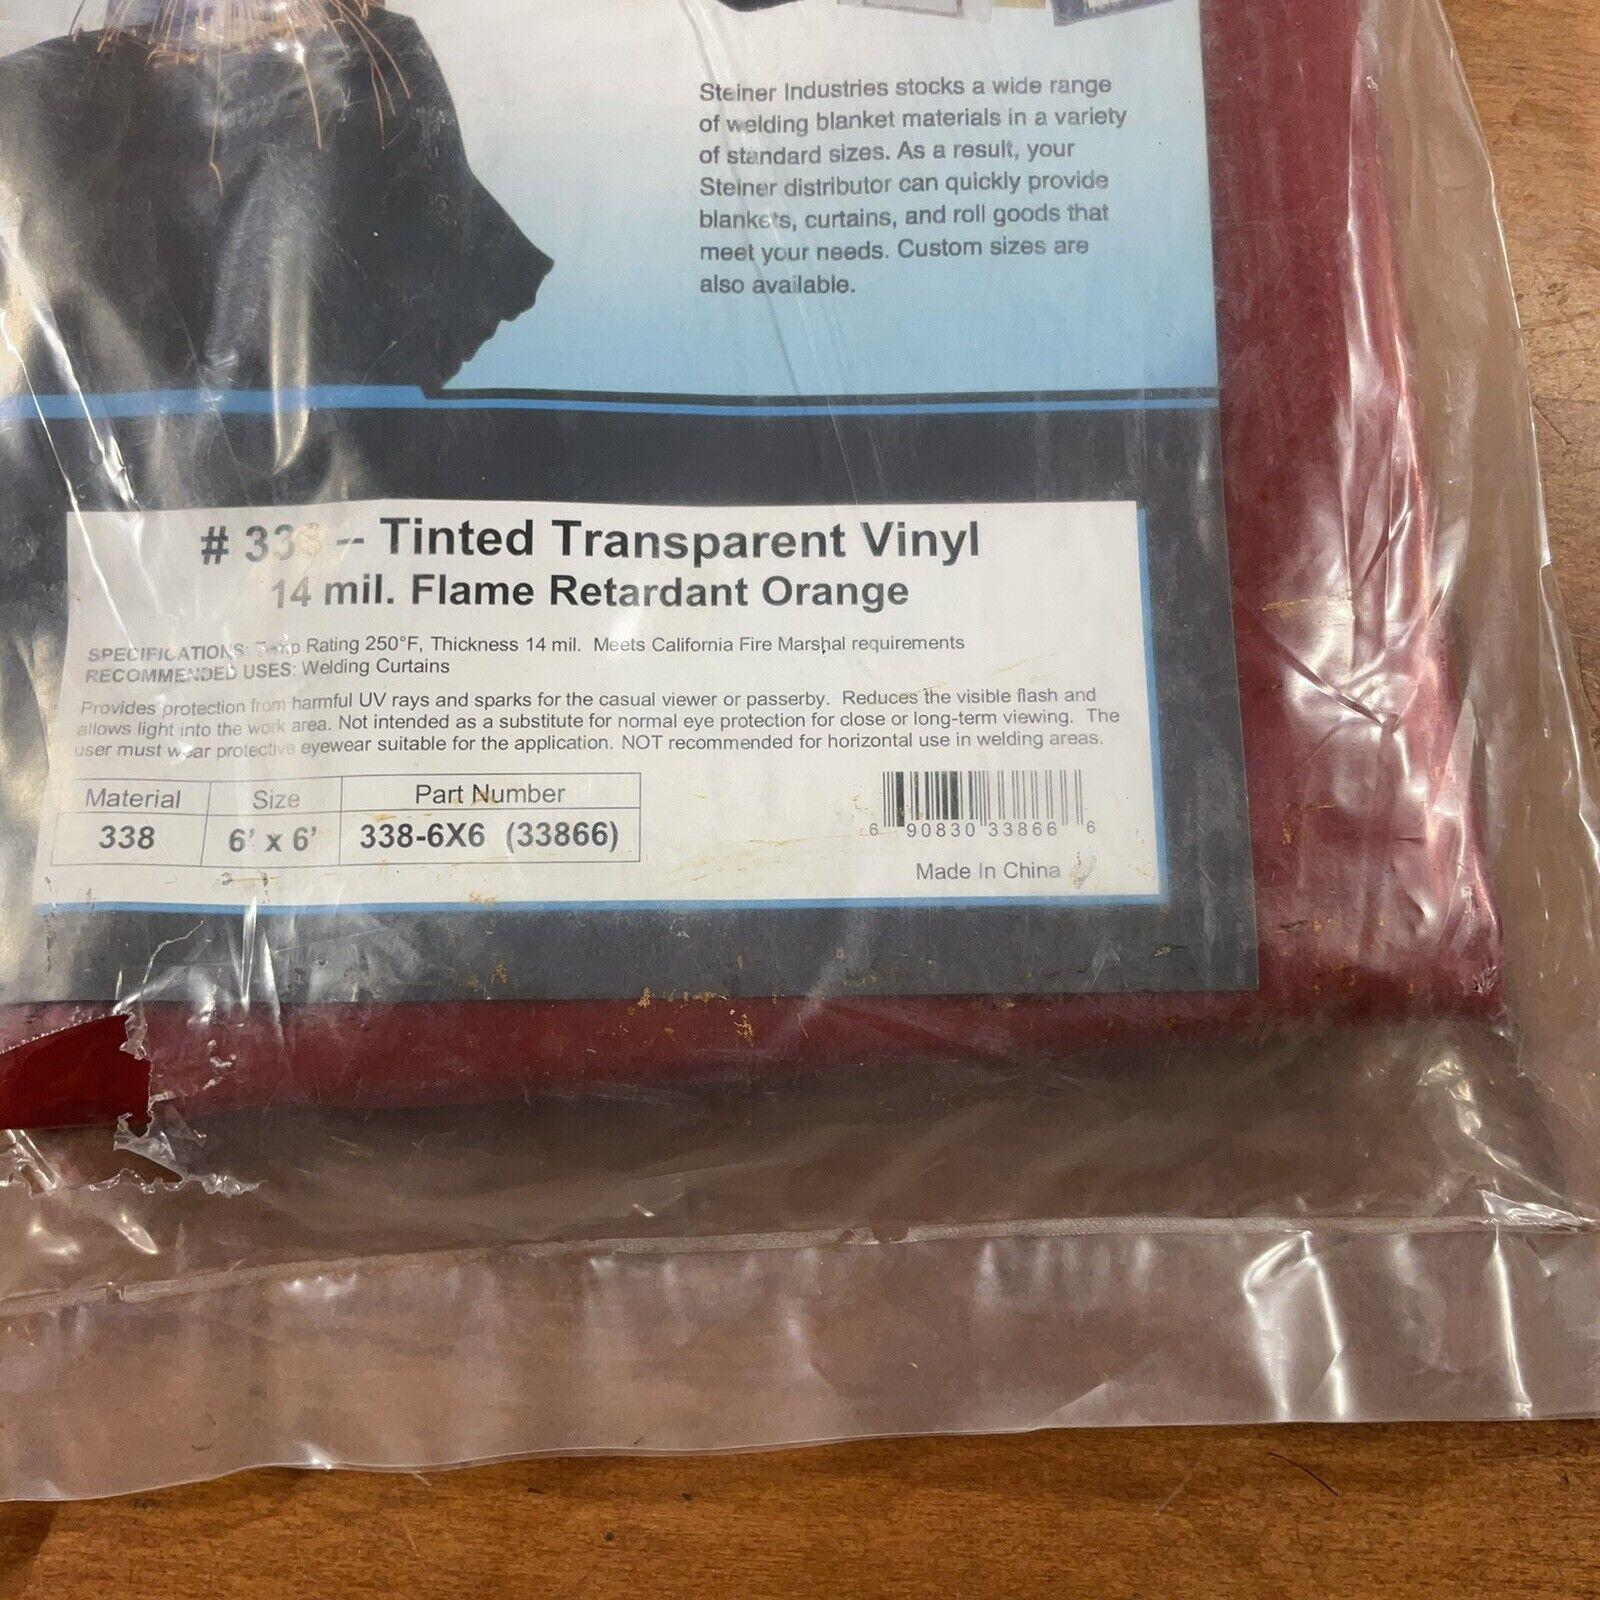 Steiner Industries stocks a wide range
of welding blanket materials in a variety
of standard sizes. As a result, your
Steiner distributor can quickly provide
blankets, curtains, and roll goods that
meet your needs. Custom sizes are
also available.
# 338 -- Tinted Transparent Vinyl
14 mil. Flame Retardant Orange
SPECIFICATIONS: Temp Rating 250°F, Thickness 14 mil. Meets California Fire Marshal requirements
RECOMMENDED USES: Welding Curtains
Provides protection from harmful UV rays and sparks for the casual viewer or passerby. Reduces the visible flash and
allows light into the work area. Not intended as a substitute for normal eye protection for close or long-term viewing. The
user must wear protective eyewear suitable for the application. NOT recommended for horizontal use in welding areas.
Material Size Part Number
338 6' x 6' 338-6X6 (33866)
6 90830 33866 6
Made In China